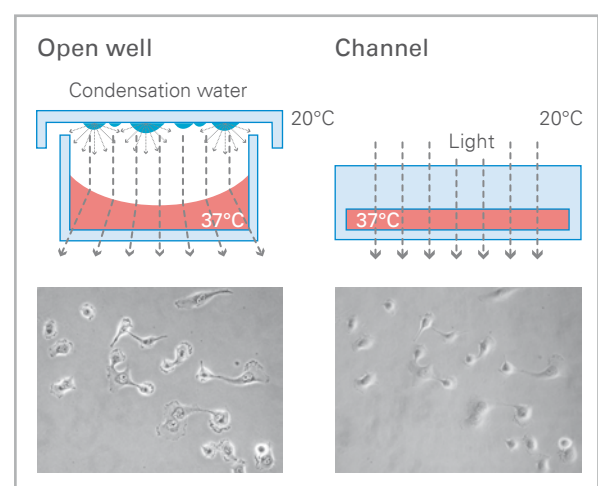 Open well
Channel
Condensation water
20°C
20°C
Light
37°C
37°C